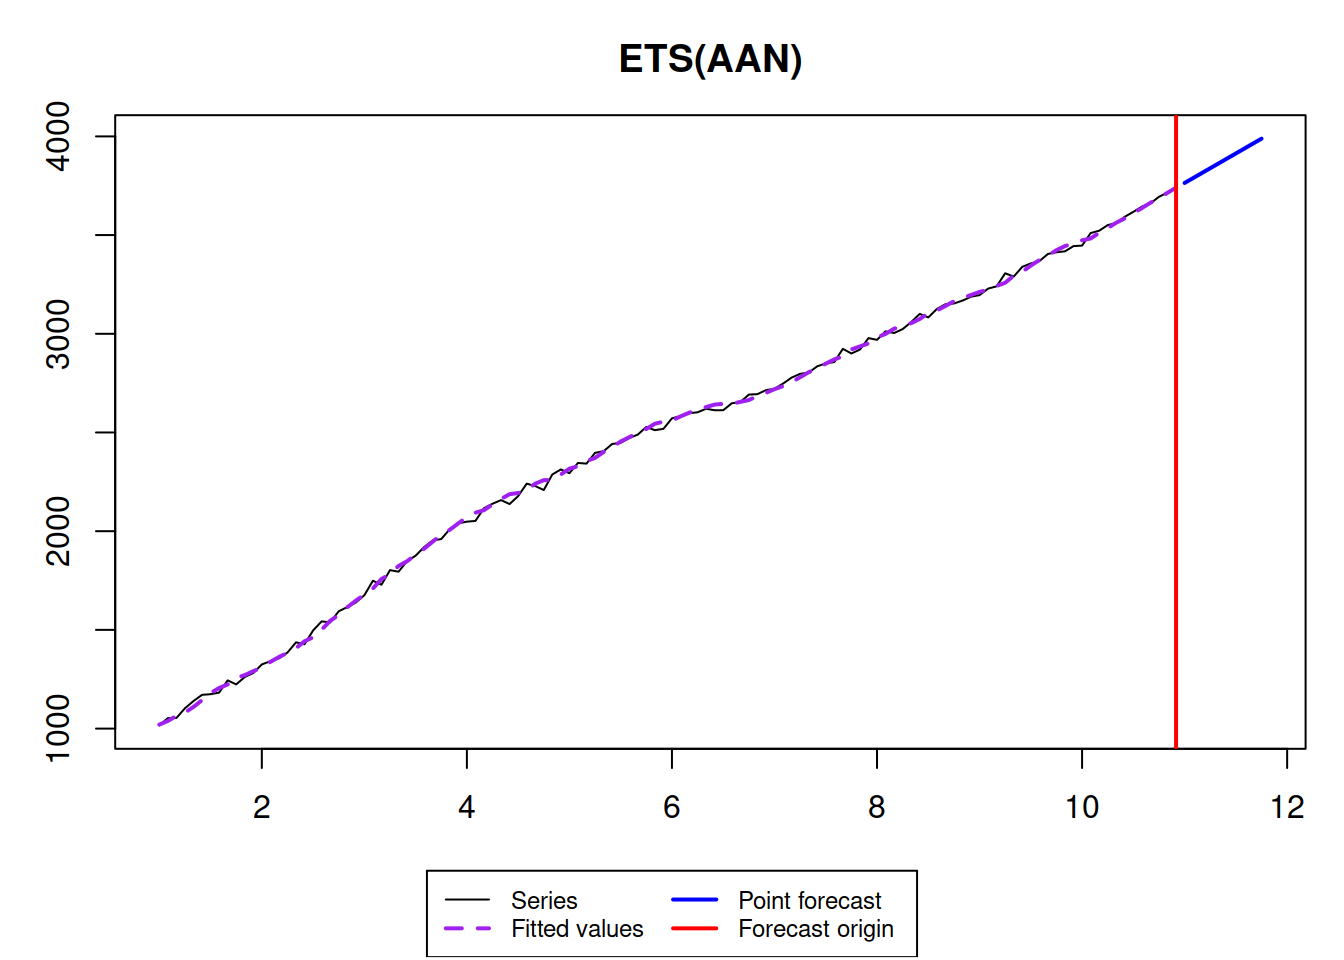 ETS(AAN)
4000
3000
2000
1000
2 4 6 8 10 12
Series Point forecast
Fitted values Forecast origin